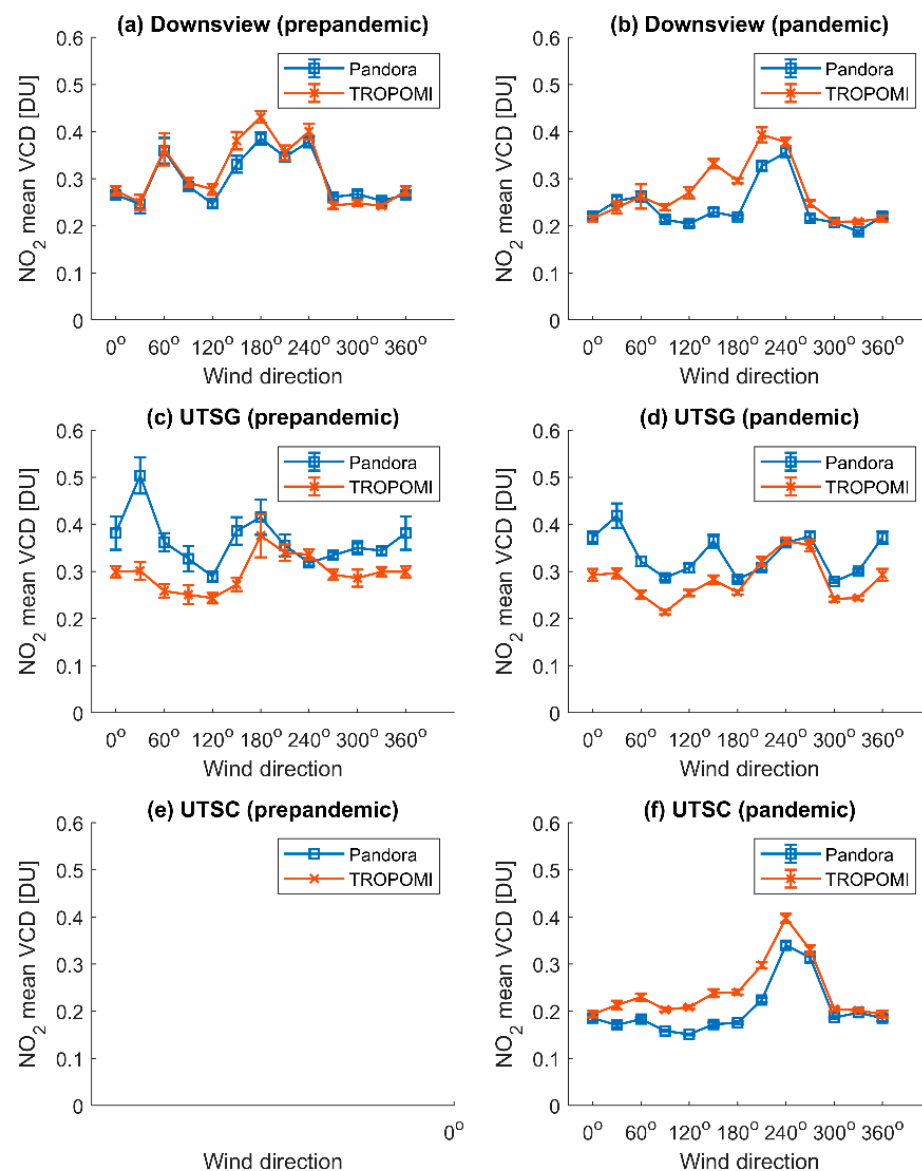 (a) Downsview (prepandemic)
NO2 mean VCD [DU]
0.6
0.5
0.4
0.3
0.2
0.1
0
Pandora
TROPOMI
0° 60° 120° 180° 240° 300° 360°
Wind direction
(b) Downsview (pandemic)
NO2 mean VCD [DU]
0.6
0.5
0.4
0.3
0.2
0.1
0
Pandora
TROPOMI
0° 60° 120° 180° 240° 300° 360°
Wind direction
(c) UTSG (prepandemic)
NO2 mean VCD [DU]
0.6
0.5
0.4
0.3
0.2
0.1
0
Pandora
TROPOMI
0° 60° 120° 180° 240° 300° 360°
Wind direction
(d) UTSG (pandemic)
NO2 mean VCD [DU]
0.6
0.5
0.4
0.3
0.2
0.1
0
Pandora
TROPOMI
0° 60° 120° 180° 240° 300° 360°
Wind direction
(e) UTSC (prepandemic)
NO2 mean VCD [DU]
0.6
0.5
0.4
0.3
0.2
0.1
0
Pandora
TROPOMI
0°
Wind direction
(f) UTSC (pandemic)
NO2 mean VCD [DU]
0.6
0.5
0.4
0.3
0.2
0.1
0
Pandora
TROPOMI
0° 60° 120° 180° 240° 300° 360°
Wind direction